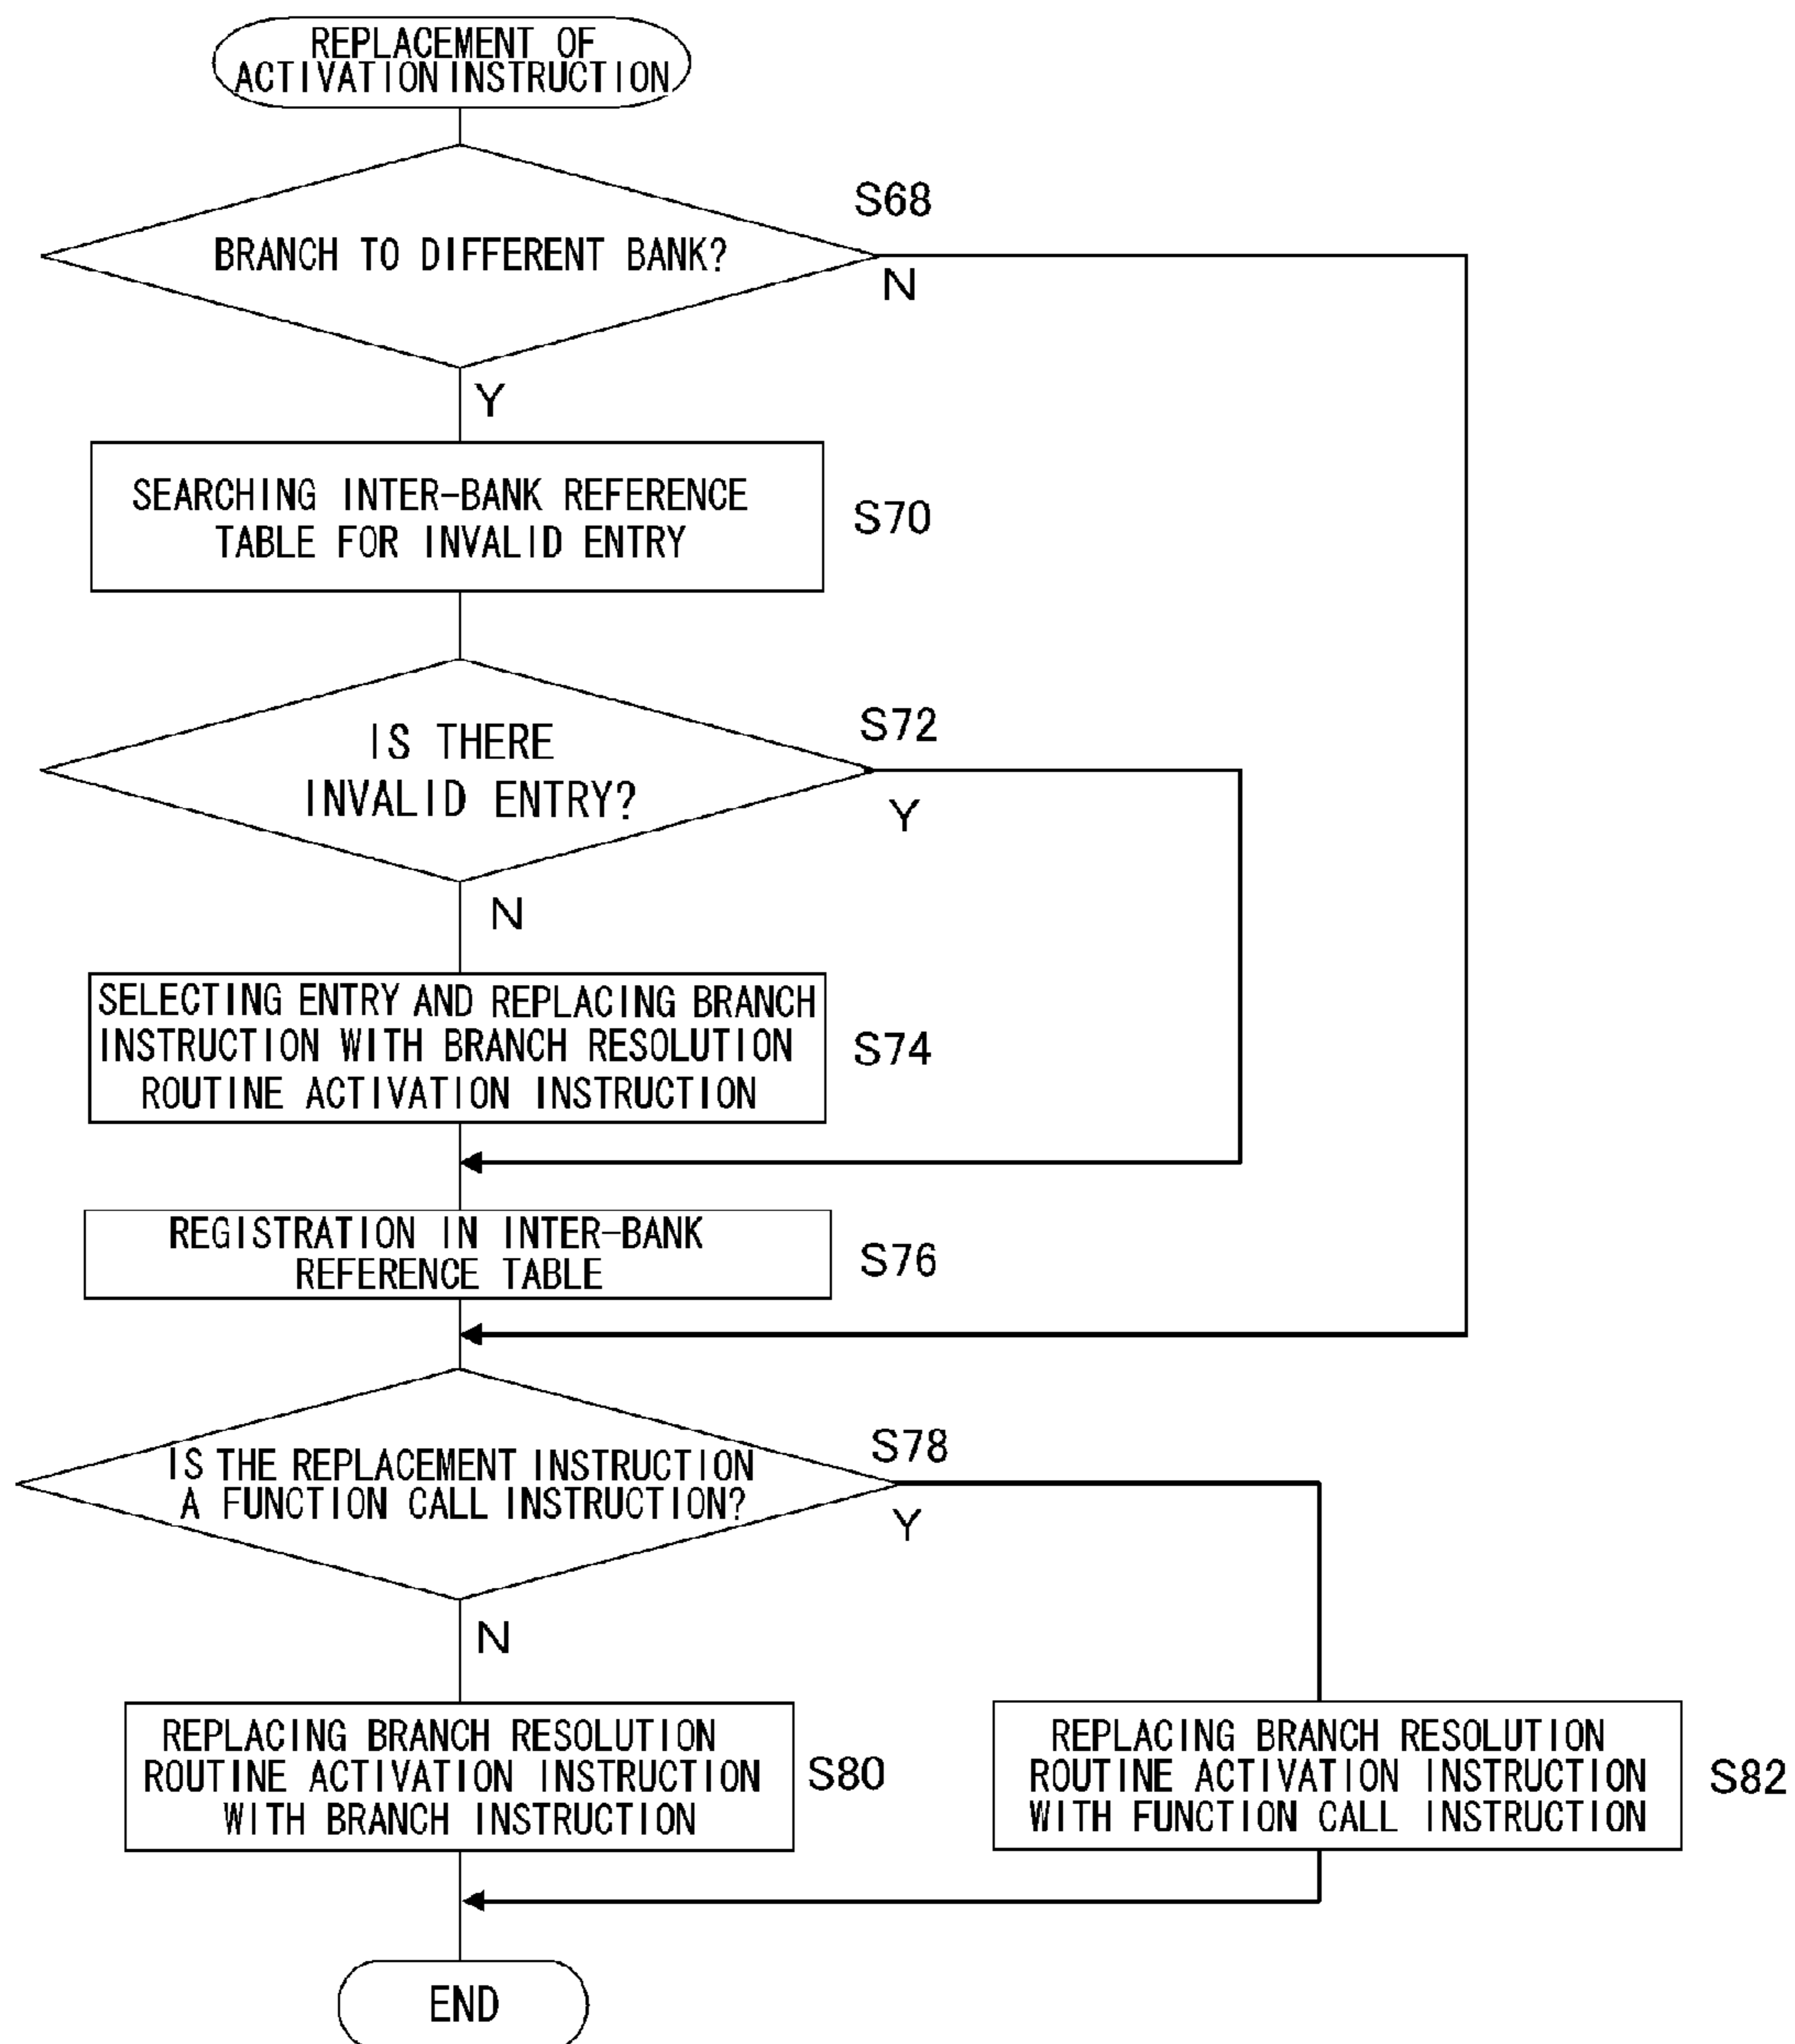 REPLACEMENT OF
ACTIVATION INSTRUCTION
S68
BRANCH TO DIFFERENT BANK?
N
Y
SEARCHING INTER-BANK REFERENCE
TABLE FOR INVALID ENTRY
S70
S72
IS THERE
INVALID ENTRY?
Y
N
SELECTING ENTRY AND REPLACING BRANCH
INSTRUCTION WITH BRANCH RESOLUTION
ROUTINE ACTIVATION INSTRUCTION
S74
REGISTRATION IN INTER-BANK
REFERENCE TABLE
S76
S78
IS THE REPLACEMENT INSTRUCTION
A FUNCTION CALL INSTRUCTION?
Y
N
REPLACING BRANCH RESOLUTION
ROUTINE ACTIVATION INSTRUCTION
WITH BRANCH INSTRUCTION
S80
REPLACING BRANCH RESOLUTION
ROUTINE ACTIVATION INSTRUCTION
WITH FUNCTION CALL INSTRUCTION
S82
END